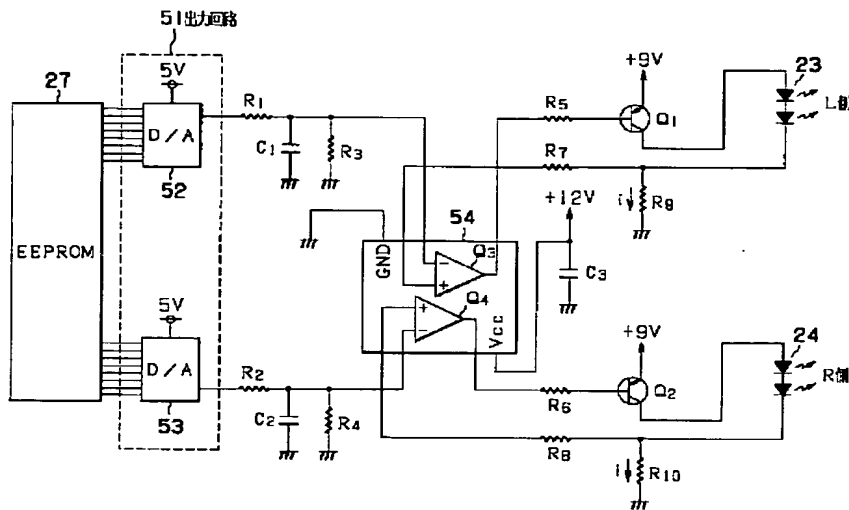 51出力回路
27
5V
D/A
52
R1
C1
R3
+9V
R5
Q1
23
L側
R7
i
R9
+12V
54
GND
Q3
Q4
Vcc
C3
EEPROM
5V
D/A
53
R2
C2
R4
+9V
R6
Q2
24
R側
R8
i
R10